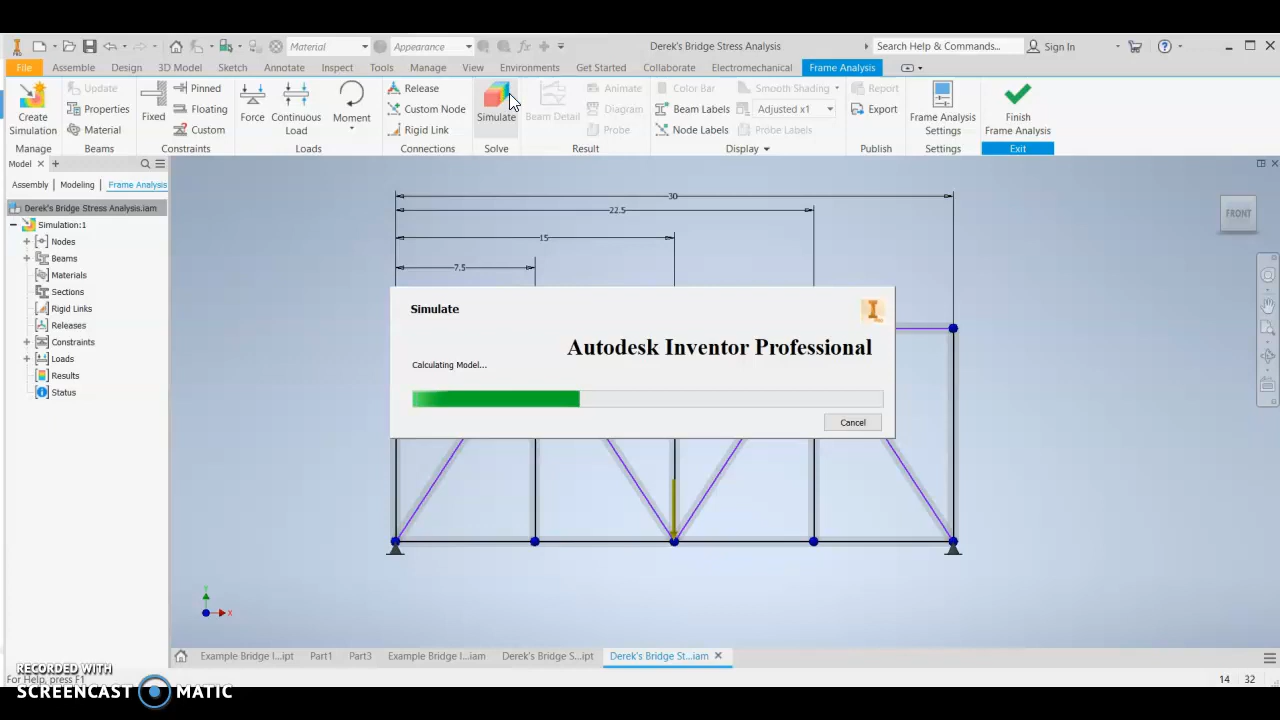 Material
Appearance
fx
Derek's Bridge Stress Analysis
Search Help & Commands...
Sign In
File
Assemble
Design
3D Model
Sketch
Annotate
Inspect
Tools
Manage
View
Environments
Get Started
Collaborate
Electromechanical
Frame Analysis
Create
Simulation
Manage
Update
Properties
Material
Beams
Fixed
Pinned
Floating
Custom
Constraints
Force
Continuous
Load
Moment
Loads
Release
Custom Node
Rigid Link
Connections
Simulate
Solve
Beam Detail
Animate
Diagram
Probe
Result
Color Bar
Beam Labels
Node Labels
Smooth Shading
Adjusted x1
Probe Labels
Display
Report
Export
Publish
Frame Analysis
Settings
Settings
Finish
Frame Analysis
Exit
Model
Assembly
Modeling
Frame Analysis
Derek's Bridge Stress Analysis.iam
Simulation:1
Nodes
Beams
Materials
Sections
Rigid Links
Releases
Constraints
Loads
Results
Status
30
22.5
15
7.5
FRONT
Simulate
Autodesk Inventor Professional
Calculating Model...
Cancel
Y
X
Example Bridge I...ipt
Part1
Part3
Example Bridge I...iam
Derek's Bridge S...ipt
Derek's Bridge St...iam
For Help, press F1
14 32
RECORDED WITH
SCREENCAST MATIC